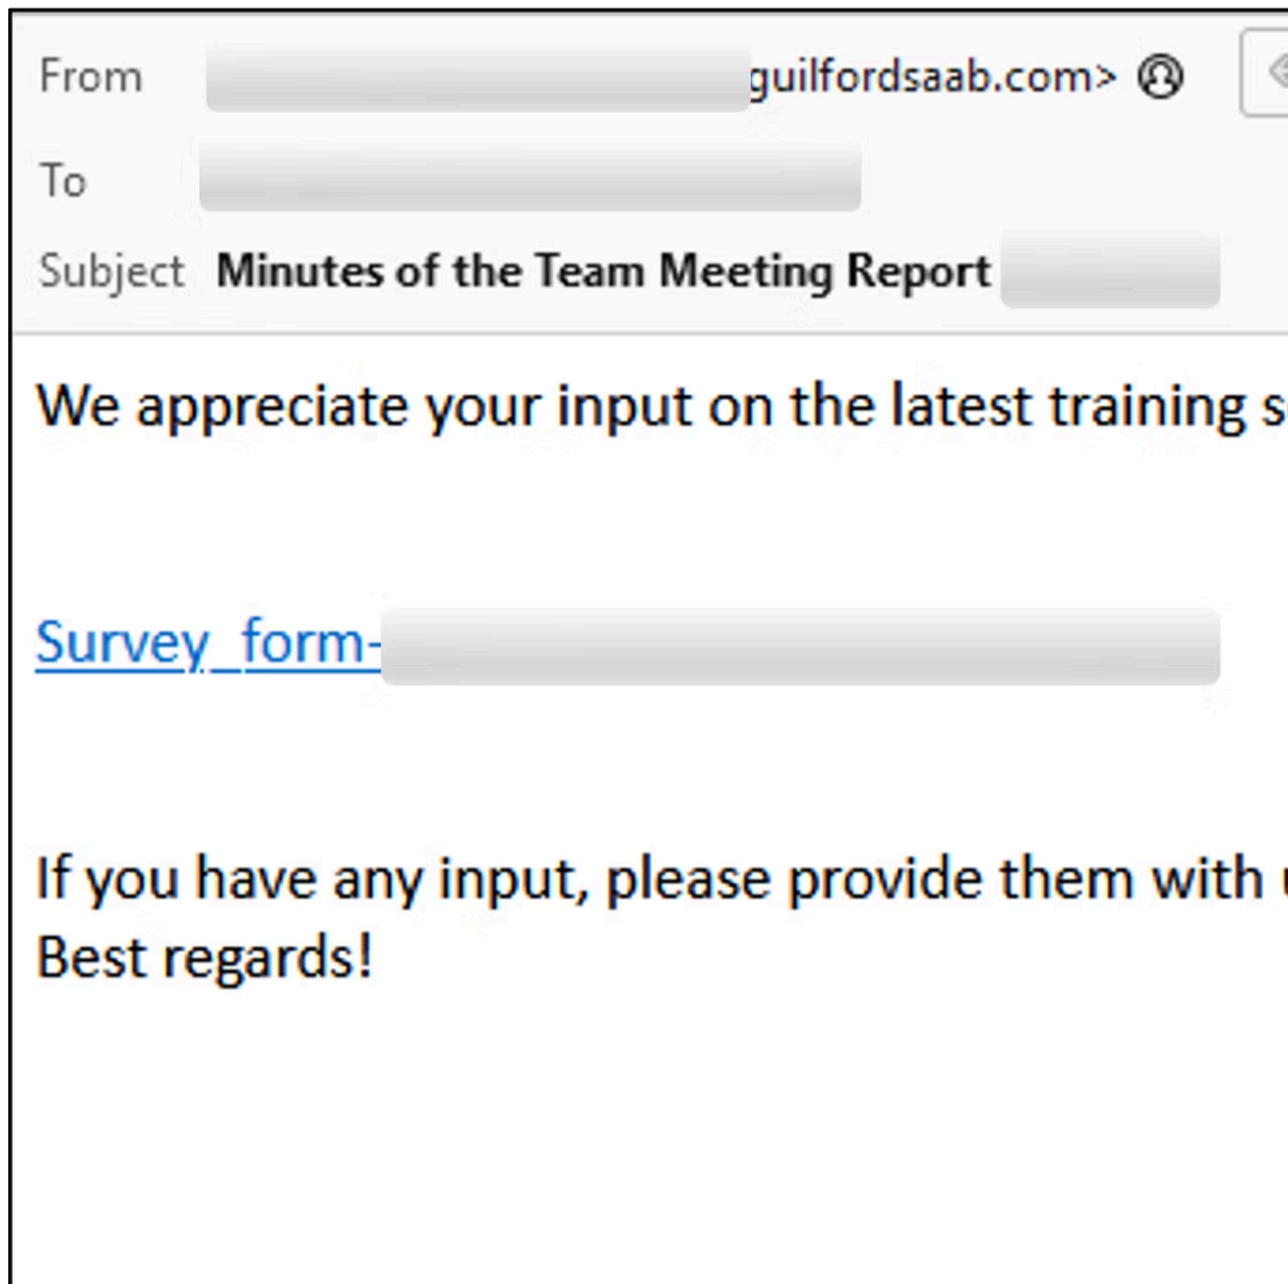 From guilfordsaab.com>
To
Subject Minutes of the Team Meeting Report
We appreciate your input on the latest training
Survey_form-
If you have any input, please provide them with
Best regards!